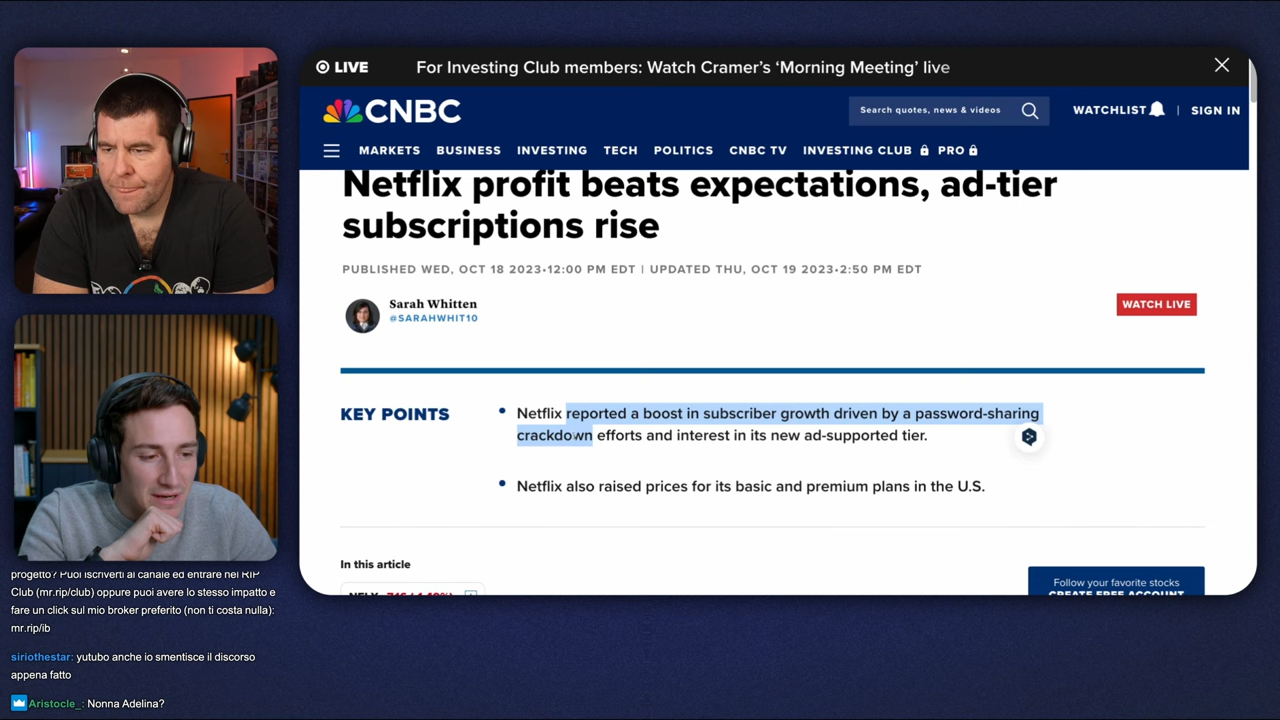 LIVE
For Investing Club members: Watch Cramer's ‘Morning Meeting’ live
CNBC
Search quotes, news & videos
WATCHLIST
SIGN IN
MARKETS BUSINESS INVESTING TECH POLITICS CNBC TV INVESTING CLUB PRO
Netflix profit beats expectations, ad-tier
subscriptions rise
PUBLISHED WED, OCT 18 2023•12:00 PM EDT | UPDATED THU, OCT 19 2023•2:50 PM EDT
Sarah Whitten
@SARAHWHIT10
WATCH LIVE
KEY POINTS
• Netflix reported a boost in subscriber growth driven by a password-sharing
crackdown efforts and interest in its new ad-supported tier.
• Netflix also raised prices for its basic and premium plans in the U.S.
In this article
Follow your favorite stocks
CREATE FREE ACCOUNT
progetto? Puoi iscriverti al canale ed entrare nel RIP
Club (mr.rip/club) oppure puoi avere lo stesso impatto e
fare un click sul mio broker preferito (non ti costa nulla):
mr.rip/ib
siriothestar: yutubo anche io smentisce il discorso
appena fatto
Aristocle_: Nonna Adelina?